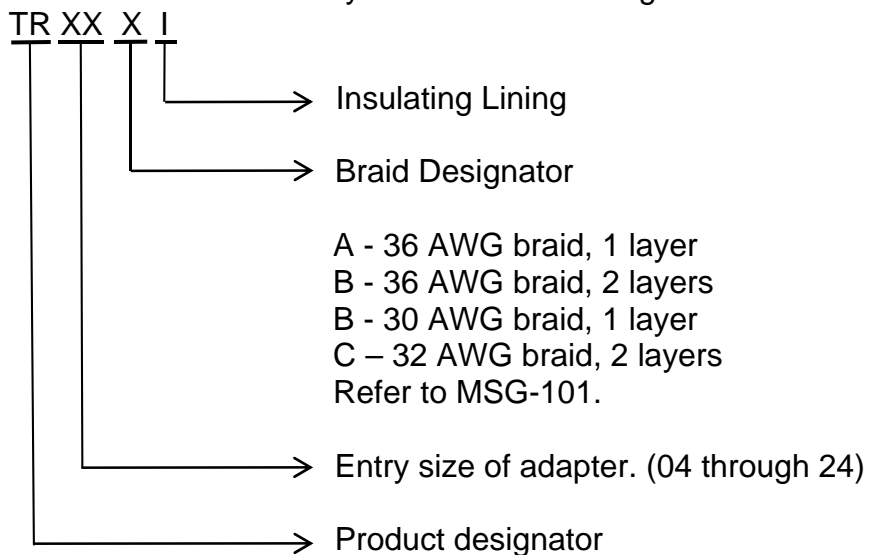 TR XX X I
Insulating Lining
Braid Designator
A - 36 AWG braid, 1 layer
B - 36 AWG braid, 2 layers
B - 30 AWG braid, 1 layer
C – 32 AWG braid, 2 layers
Refer to MSG-101.
Entry size of adapter. (04 through 24)
Product designator